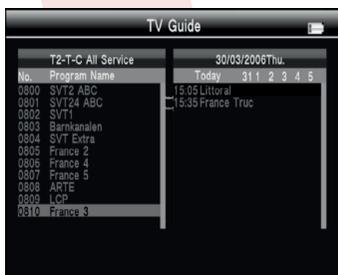 TV Guide
T2-T-C All Service
No. Program Name
0800 SVT2 ABC
0801 SVT24 ABC
0802 SVT1
0803 Barnkanalen
0804 SVT Extra
0805 France 2
0806 France 4
0807 France 5
0808 ARTE
0809 LCP
0810 France 3
30/03/2006Thu.
Today 31 1 2 3 4 5
15:05 Littoral
15:35 France Truc